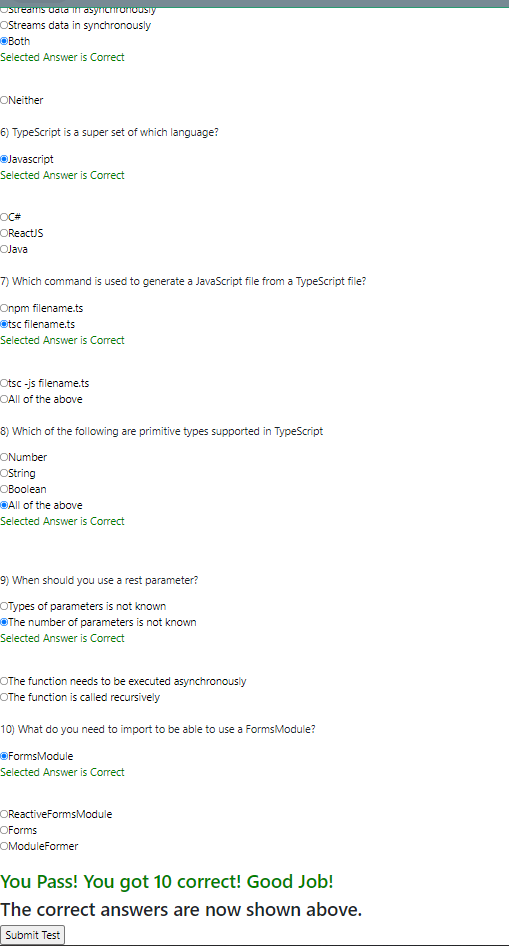 Streams data in asynchronously
Streams data in synchronously
Both
Selected Answer is Correct
Neither
6) TypeScript is a super set of which language?
Javascript
Selected Answer is Correct
C#
ReactJS
Java
7) Which command is used to generate a JavaScript file from a TypeScript file?
npm filename.ts
tsc filename.ts
Selected Answer is Correct
tsc -js filename.ts
All of the above
8) Which of the following are primitive types supported in TypeScript
Number
String
Boolean
All of the above
Selected Answer is Correct
9) When should you use a rest parameter?
Types of parameters is not known
The number of parameters is not known
Selected Answer is Correct
The function needs to be executed asynchronously
The function is called recursively
10) What do you need to import to be able to use a FormsModule?
FormsModule
Selected Answer is Correct
ReactiveFormsModule
Forms
ModuleFormer
You Pass! You got 10 correct! Good Job!
The correct answers are now shown above.
Submit Test